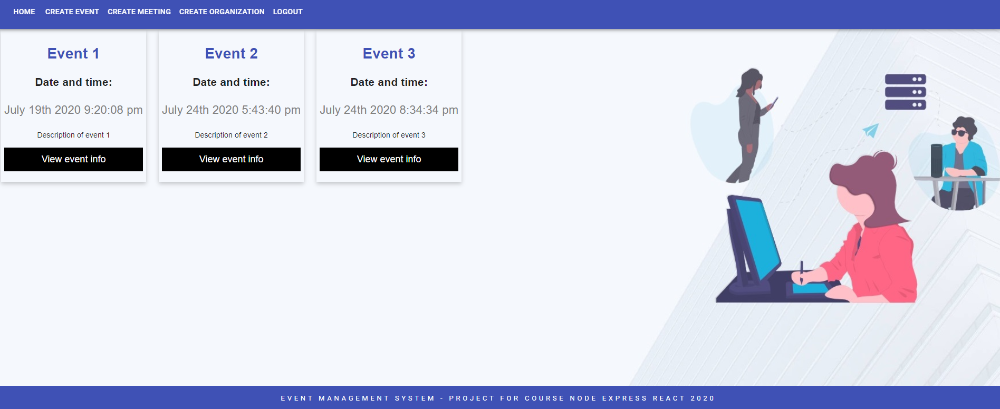 HOME CREATE EVENT CREATE MEETING CREATE ORGANIZATION LOGOUT
Event 1
Date and time:
July 19th 2020 9:20:08 pm
Description of event 1
View event info
Event 2
Date and time:
July 24th 2020 5:43:40 pm
Description of event 2
View event info
Event 3
Date and time:
July 24th 2020 8:34:34 pm
Description of event 3
View event info
EVENT MANAGEMENT SYSTEM - PROJECT FOR COURSE NODE EXPRESS REACT 2020